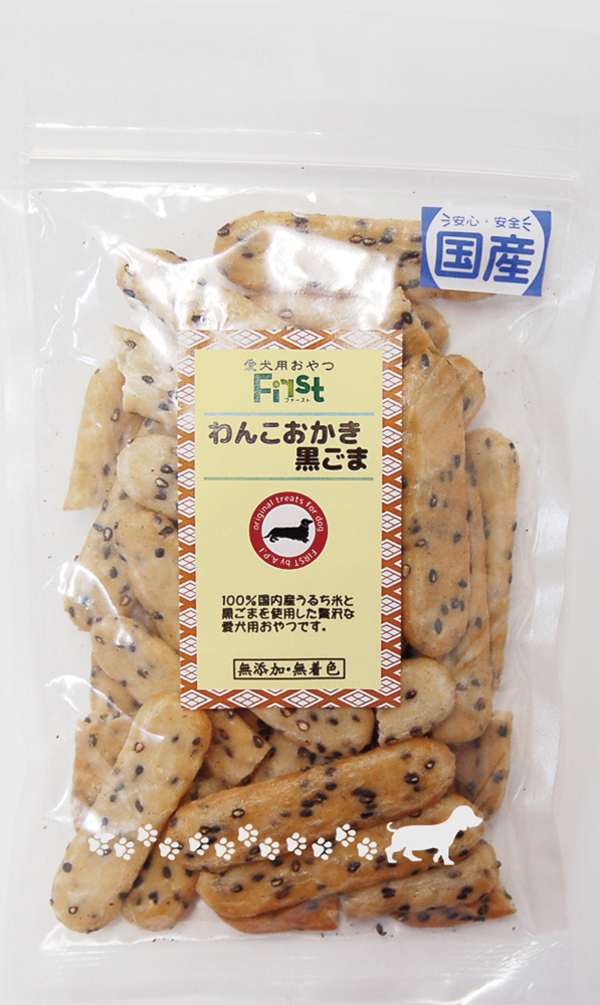 安心・安全
国産
愛犬用おやつ
First
ファースト
わんこおかき
黒ごま
original treats for dog
FIRST by A.P.I
100%国内産うるち米と
黒ごまを使用した贅沢な
愛犬用おやつです。
無添加・無着色